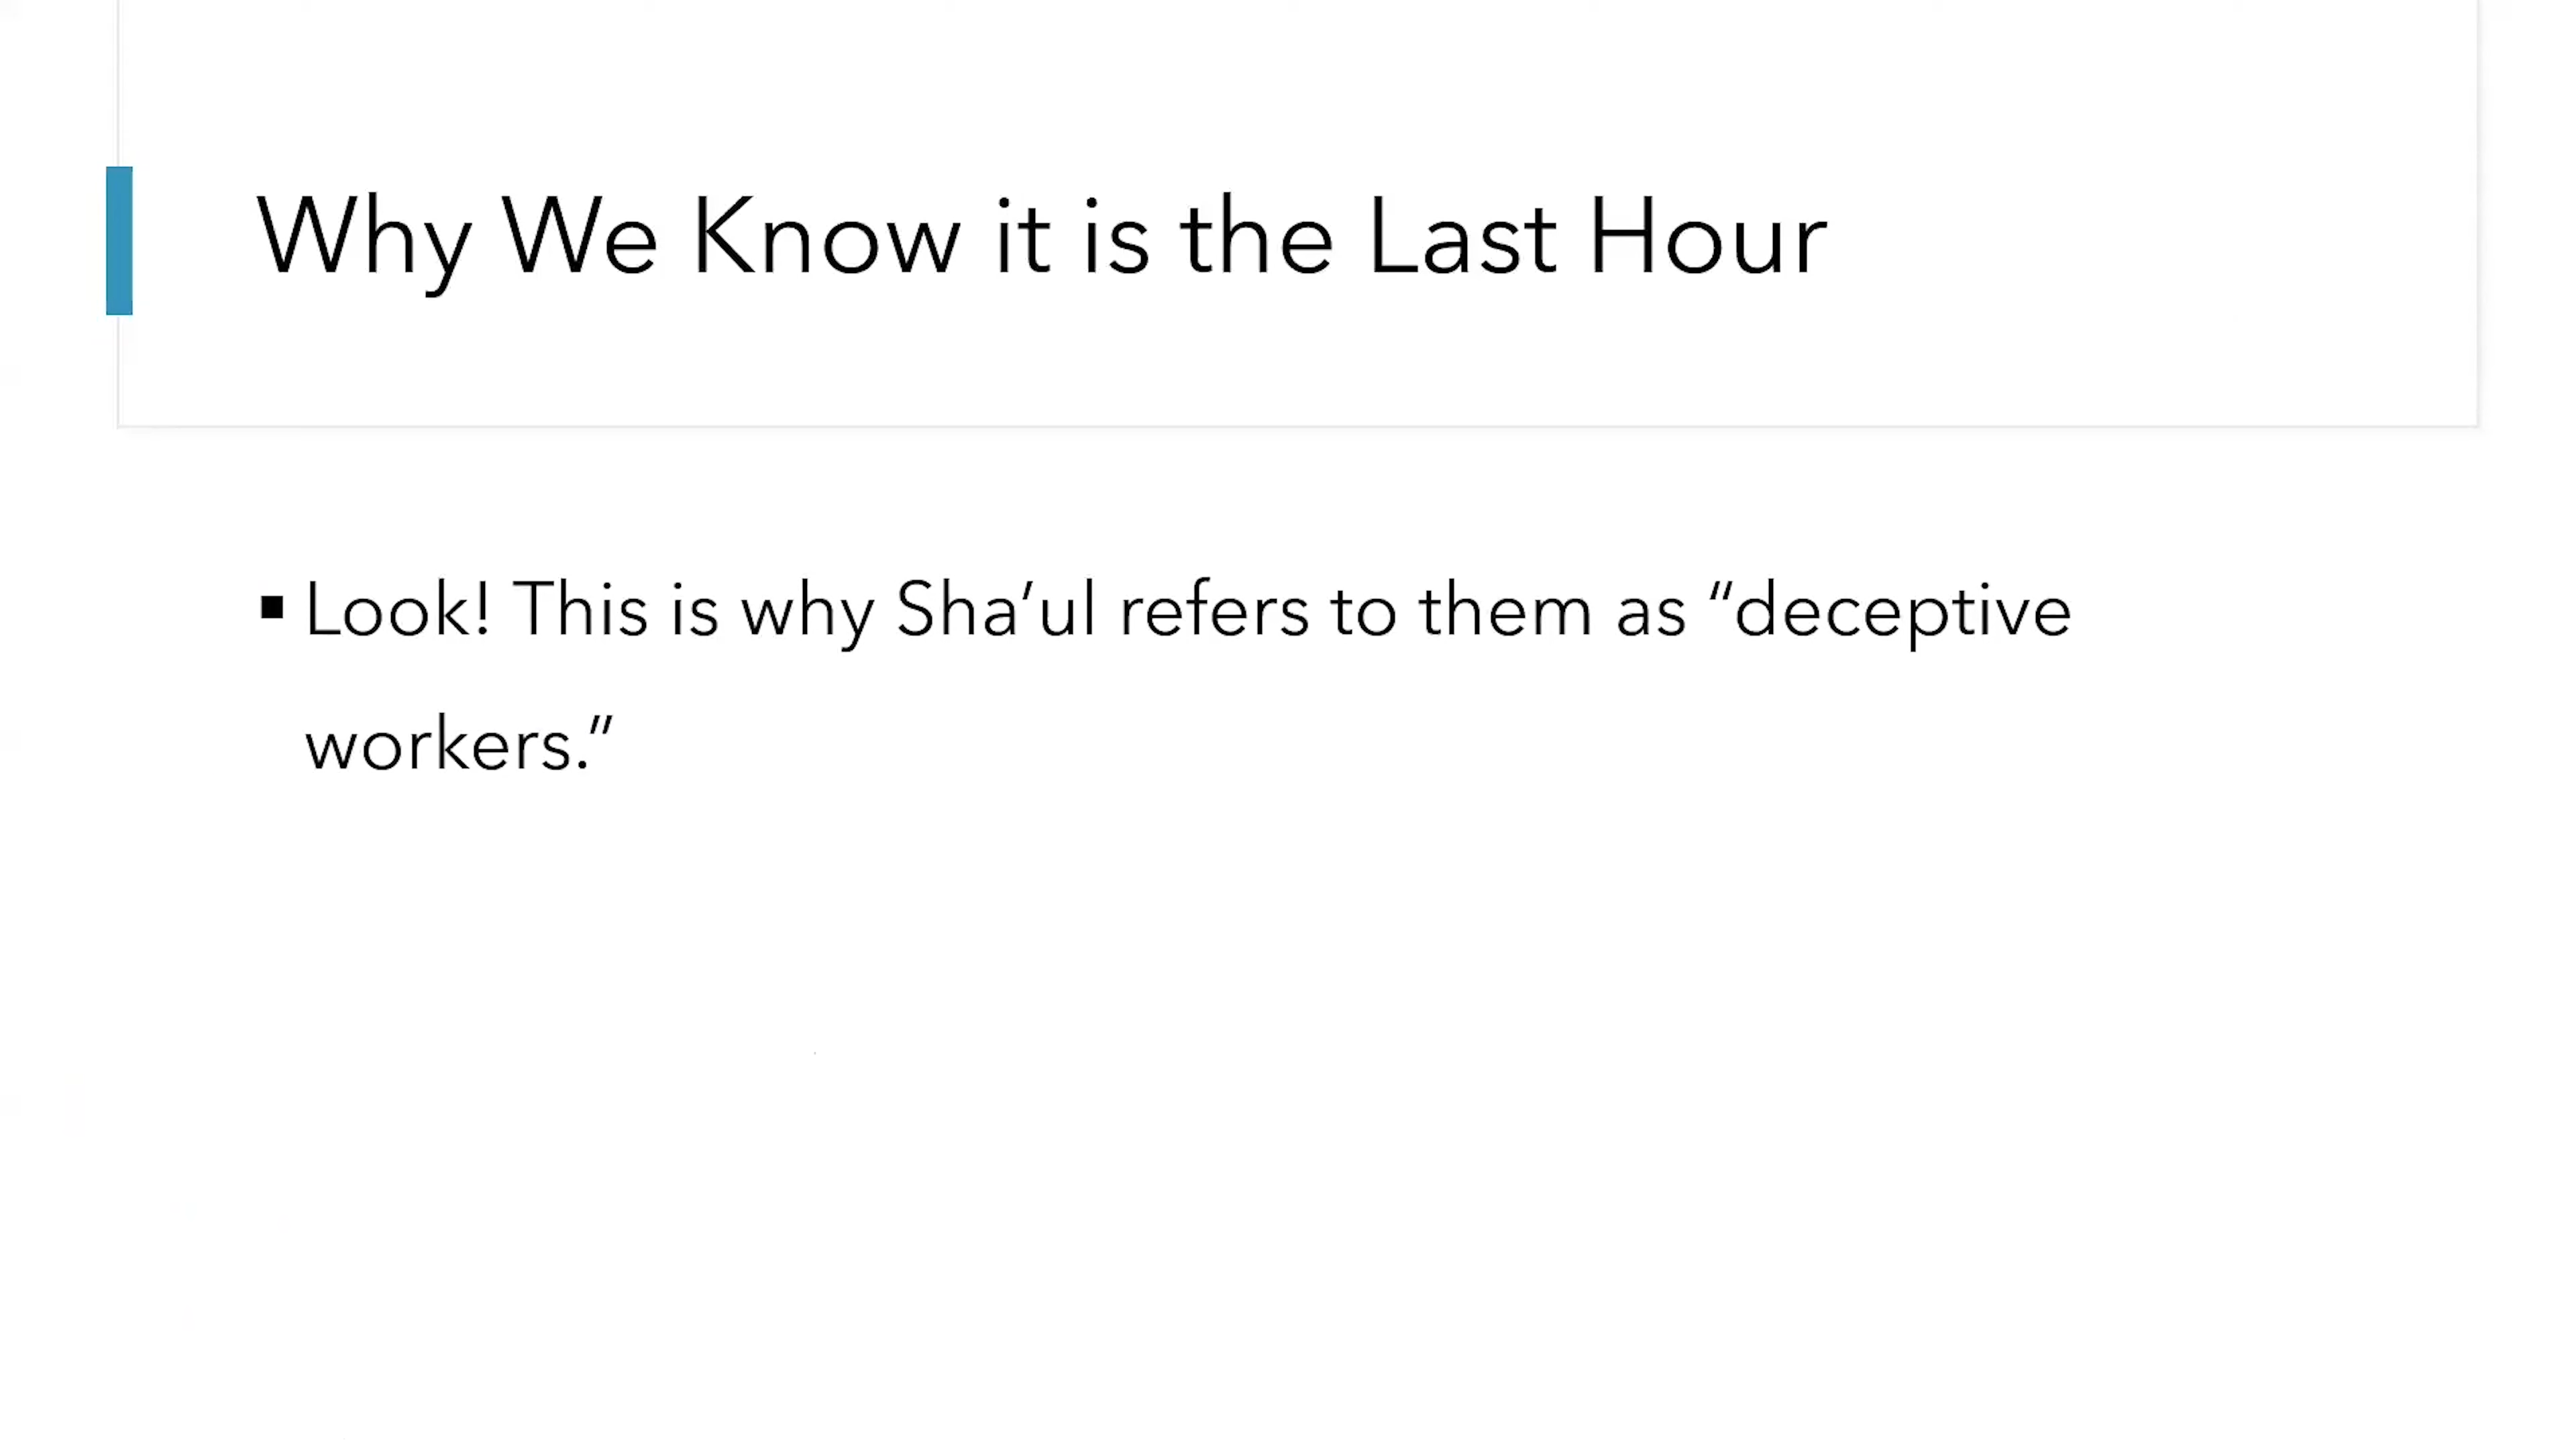 Why We Know it is the Last Hour
▪ Look! This is why Sha’ul refers to them as “deceptive
workers.”